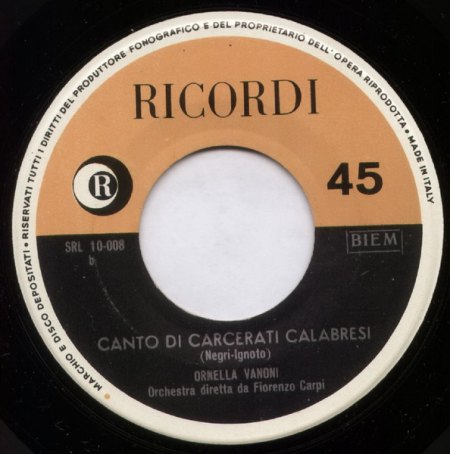 MARCHIO E DISCO DEPOSITATI • RISERVATI TUTTI I DIRITTI DEL PRODUTTORE FONOGRAFICO E DEL PROPRIETARIO DELL'OPERA RIPRODOTTA • MADE IN ITALY
RICORDI
R
45
SRL 10-008
b
BIEM
CANTO DI CARCERATI CALABRESI
(Negri-Ignoto)
ORNELLA VANONI
Orchestra diretta da Fiorenzo Carpi